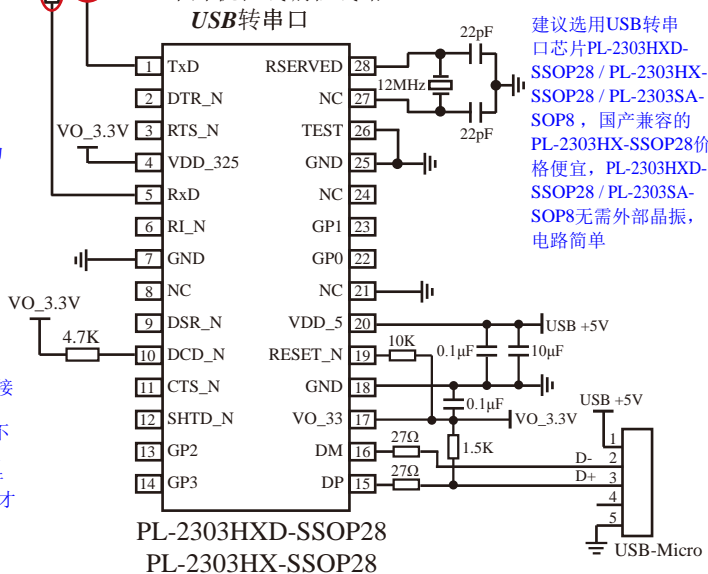 USB转串口
建议选用USB转串
口芯片PL-2303HXD-
SSOP28 / PL-2303HX-
SSOP28 / PL-2303SA-
SOP8 ，国产兼容的
PL-2303HX-SSOP28价
格便宜，PL-2303HXD-
SSOP28 / PL-2303SA-
SOP8无需外部晶振，
电路简单
1 TxD RSERVED 28
2 DTR_N NC 27
3 RTS_N TEST 26
4 VDD_325 GND 25
5 RxD NC 24
6 RI_N GP1 23
7 GND GP0 22
8 NC NC 21
9 DSR_N VDD_5 20
10 DCD_N RESET_N 19
11 CTS_N GND 18
12 SHTD_N VO_33 17
13 GP2 DM 16
14 GP3 DP 15
22pF
12MHz
22pF
VO_3.3V
VO_3.3V
4.7K
USB +5V
10K
0.1μF
10μF
0.1μF
VO_3.3V
27Ω
1.5K
27Ω
USB +5V
D-
D+
1
2
3
4
5
USB-Micro
接
不
才
PL-2303HXD-SSOP28
PL-2303HX-SSOP28